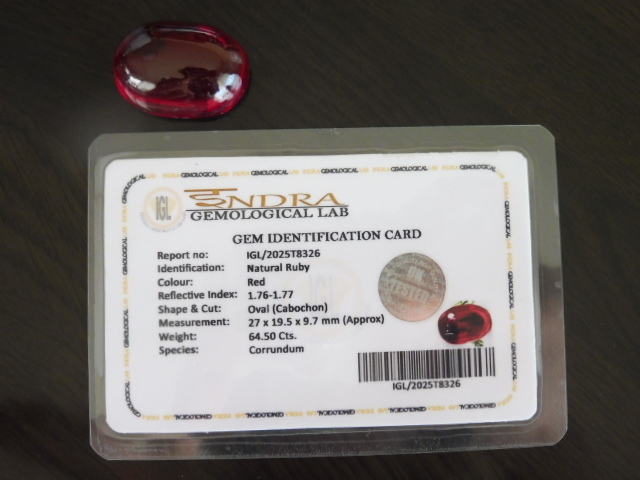 IGL
INDRA
GEMOLOGICAL LAB
GEM IDENTIFICATION CARD
Report no: IGL/2025T8326
Identification: Natural Ruby
Colour: Red
Reflective Index: 1.76-1.77
Shape & Cut: Oval (Cabochon)
Measurement: 27 x 19.5 x 9.7 mm (Approx)
Weight: 64.50 Cts.
Species: Corrundum
TESTED
IGL/2025T8326